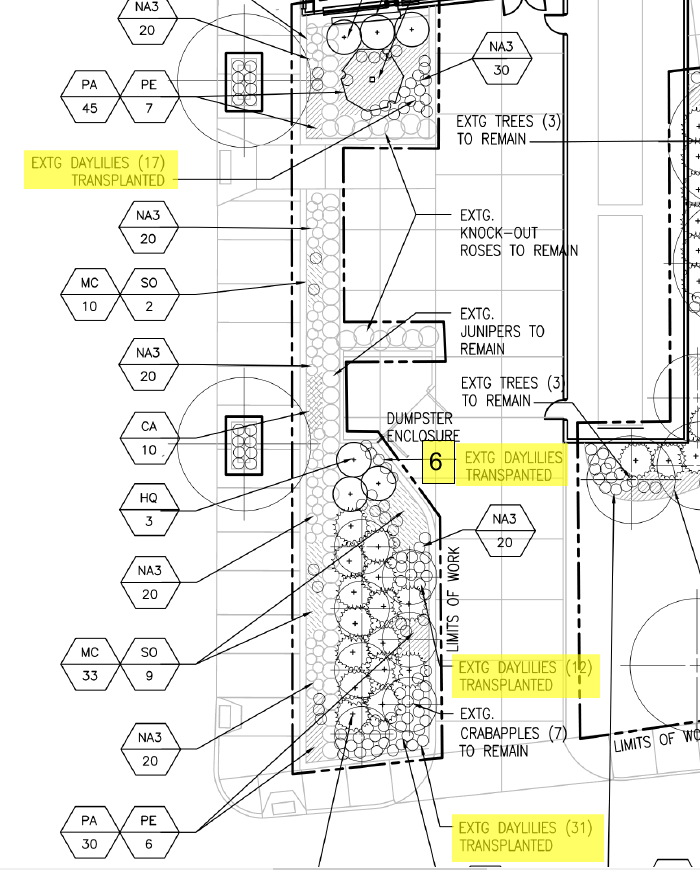 NA3
20
NA3
30
PA
45
PE
7
EXTG TREES (3)
TO REMAIN
EXTG DAYLILIES (17)
TRANSPLANTED
NA3
20
EXTG.
KNOCK-OUT
ROSES TO REMAIN
MC
10
SO
2
EXTG.
JUNIPERS TO
REMAIN
NA3
20
EXTG TREES (3)
TO REMAIN
CA
10
DUMPSTER
ENCLOSURE
6
EXTG DAYLILIES
TRANSPANTED
HQ
3
NA3
20
NA3
20
LIMITS OF WORK
MC
33
SO
9
EXTG DAYLILIES (12)
TRANSPLANTED
NA3
20
EXTG.
CRABAPPLES (7)
TO REMAIN
LIMITS OF WO
PA
30
PE
6
EXTG DAYLILIES (31)
TRANSPLANTED